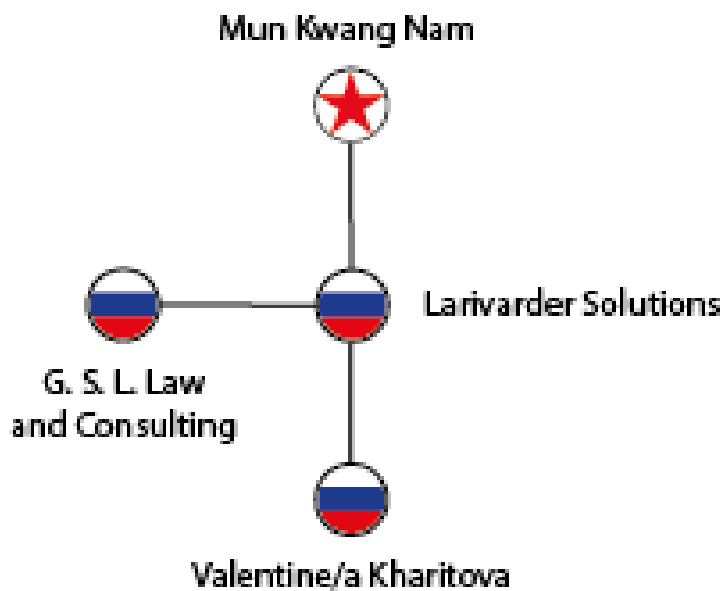 Mun Kwang Nam
Larivarder Solutions
G. S. L. Law
and Consulting
Valentine/a Kharitova